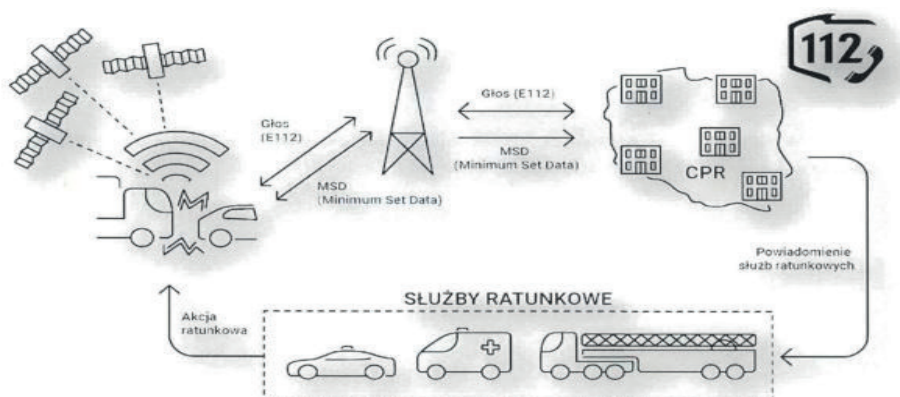 112
Głos
(E112)
MSD
(Minimum Set Data)
Głos (E112)
MSD
(Minimum Set Data)
CPR
Powiadomienie
służb ratunkowych
SŁUŻBY RATUNKOWE
Akcja
ratunkowa